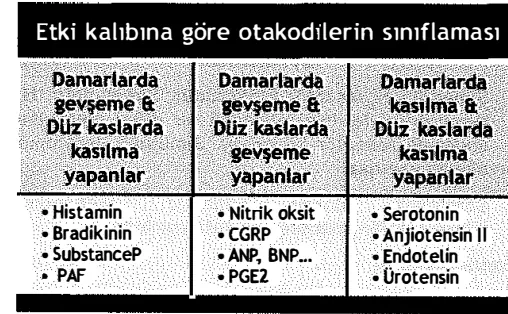 Etki kalıbına göre otakodilerin sınıflaması
Damarlarda
gevşeme &
Düz kaslarda
kasılma
yapanlar
Damarlarda
gevşeme &
Düz kaslarda
gevşeme
yapanlar
Damarlarda
kasılma &
Düz kaslarda
kasılma
yapanlar
• Histamin
• Bradikinin
• SubstanceP
• PAF
• Nitrik oksit
• CGRP
• ANP, BNP...
• PGE2
• Serotonin
• Anjiotensin II
• Endotelin
• Ürotensin